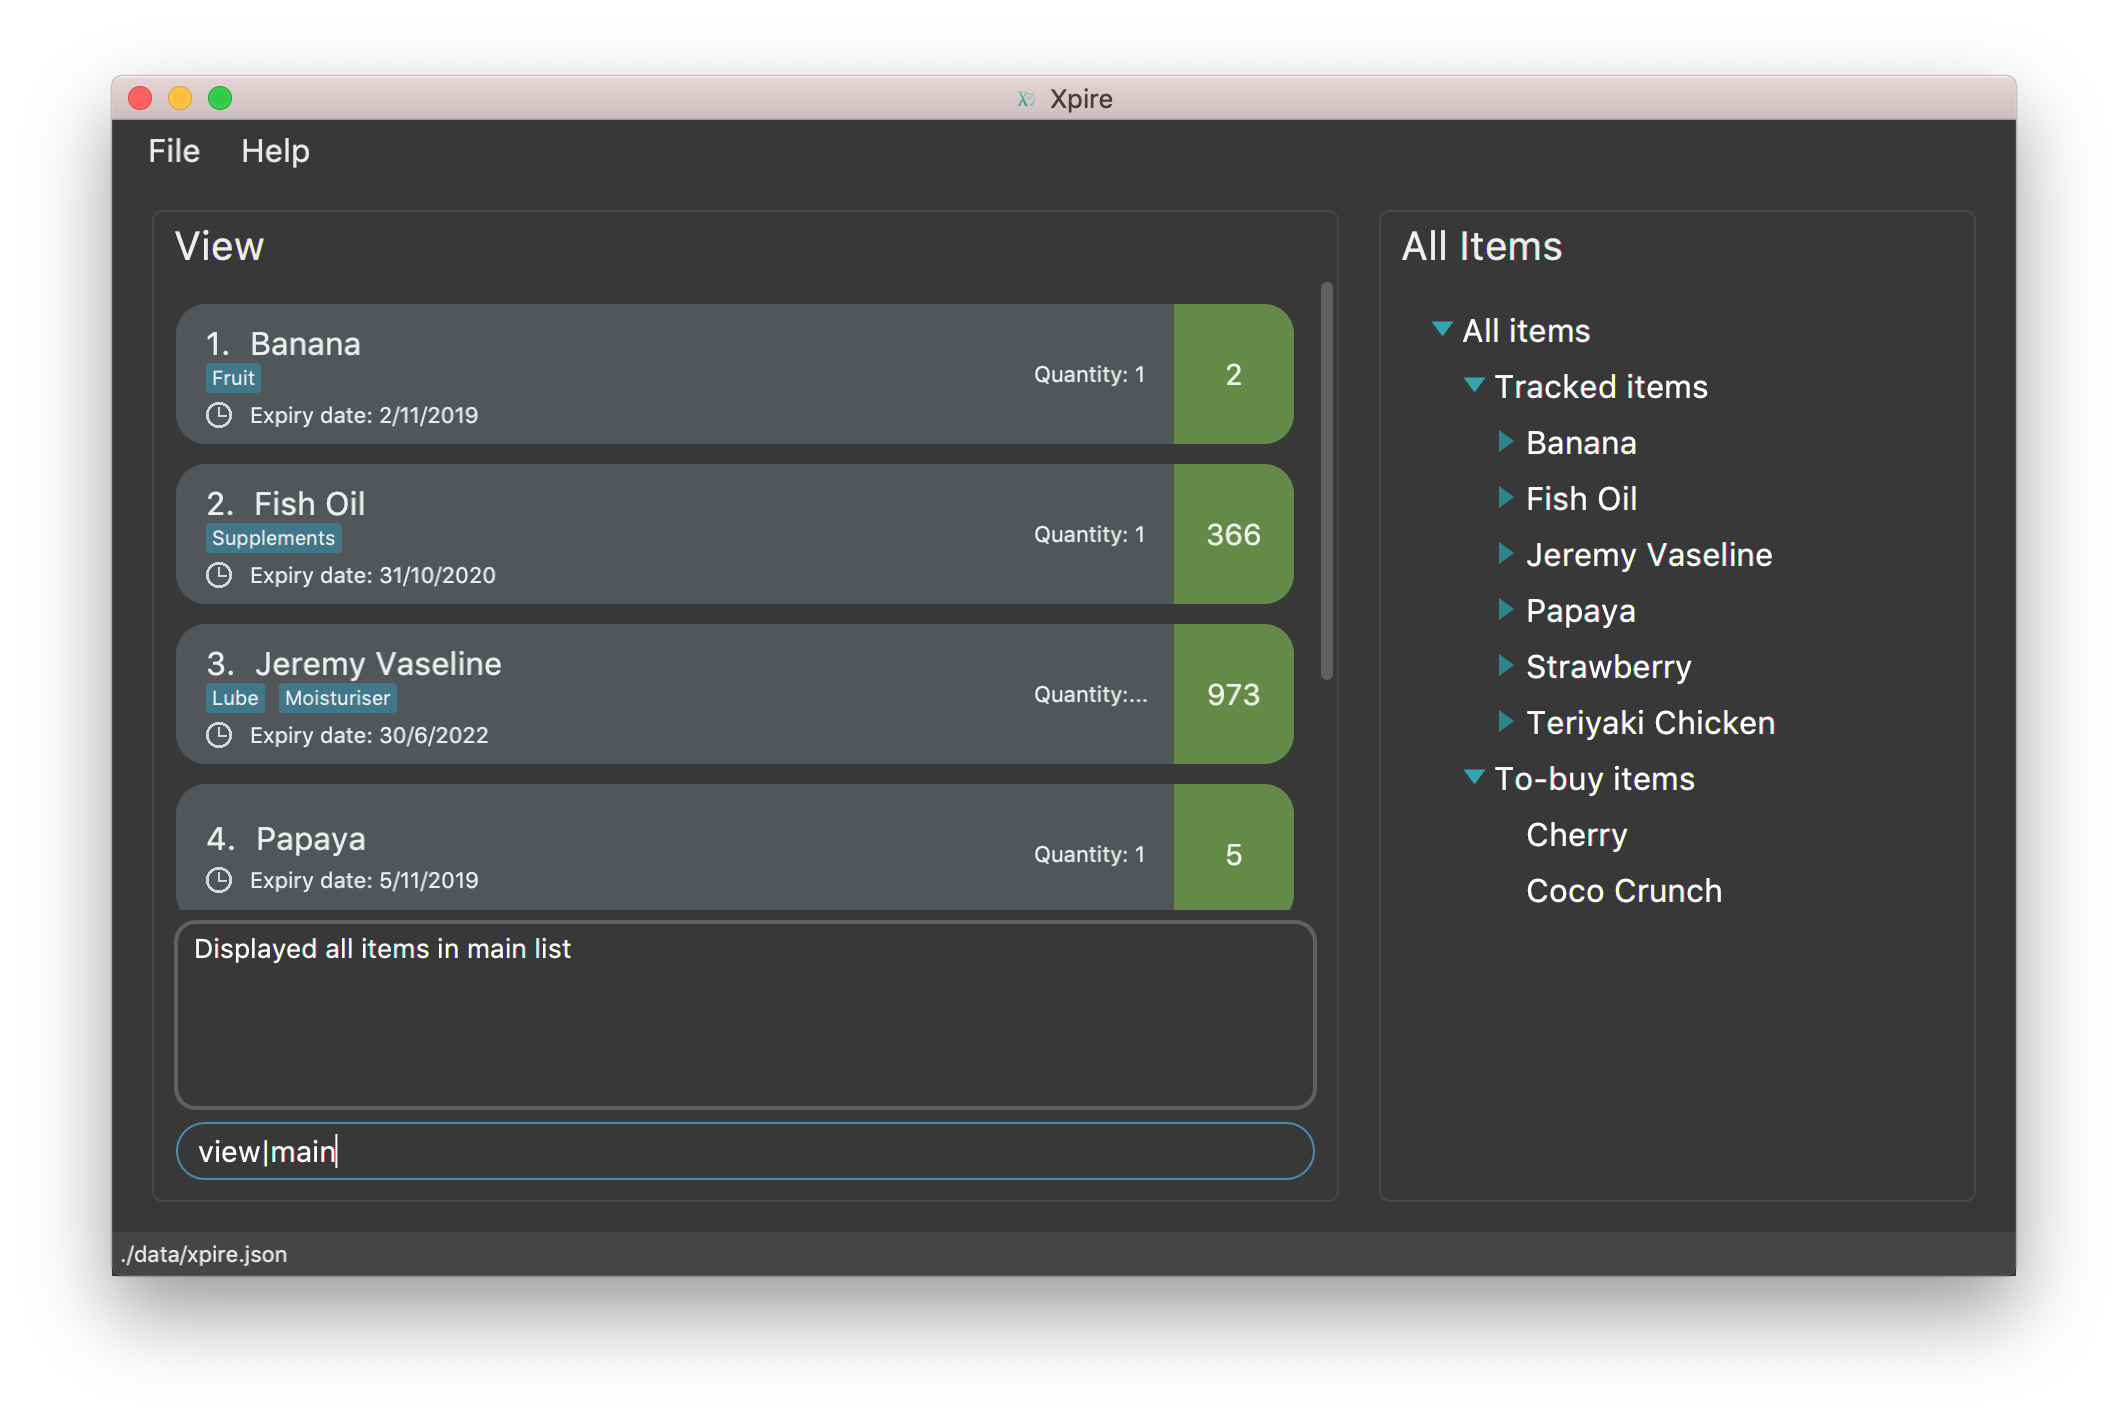 Xpire
File Help
View
1. Banana
Fruit
Expiry date: 2/11/2019
Quantity: 1
2
2. Fish Oil
Supplements
Expiry date: 31/10/2020
Quantity: 1
366
3. Jeremy Vaseline
Lube Moisturiser
Expiry date: 30/6/2022
Quantity:...
973
4. Papaya
Expiry date: 5/11/2019
Quantity: 1
5
Displayed all items in main list
view|main
All Items
All items
Tracked items
Banana
Fish Oil
Jeremy Vaseline
Papaya
Strawberry
Teriyaki Chicken
To-buy items
Cherry
Coco Crunch
./data/xpire.json